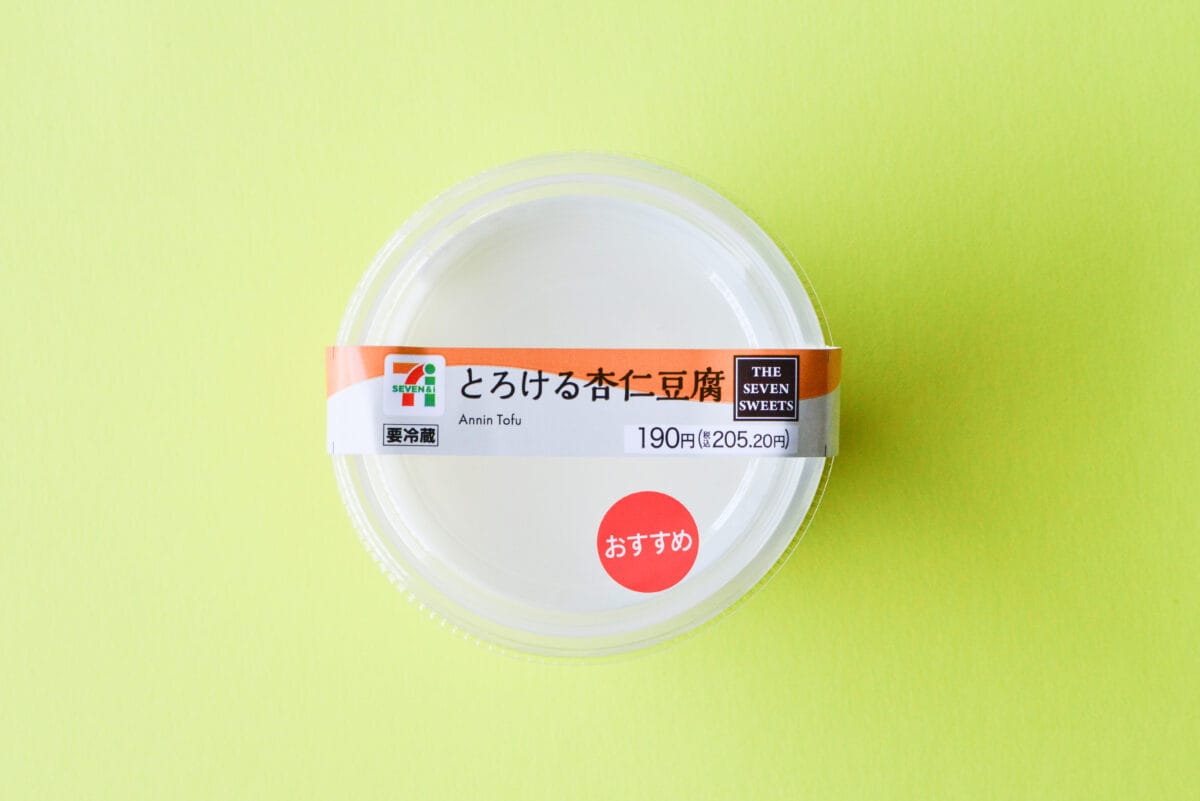 SEVEN&i
とろける杏仁豆腐
Annin Tofu
THE
SEVEN
SWEETS
要冷蔵
190円(税込205.20円)
おすすめ